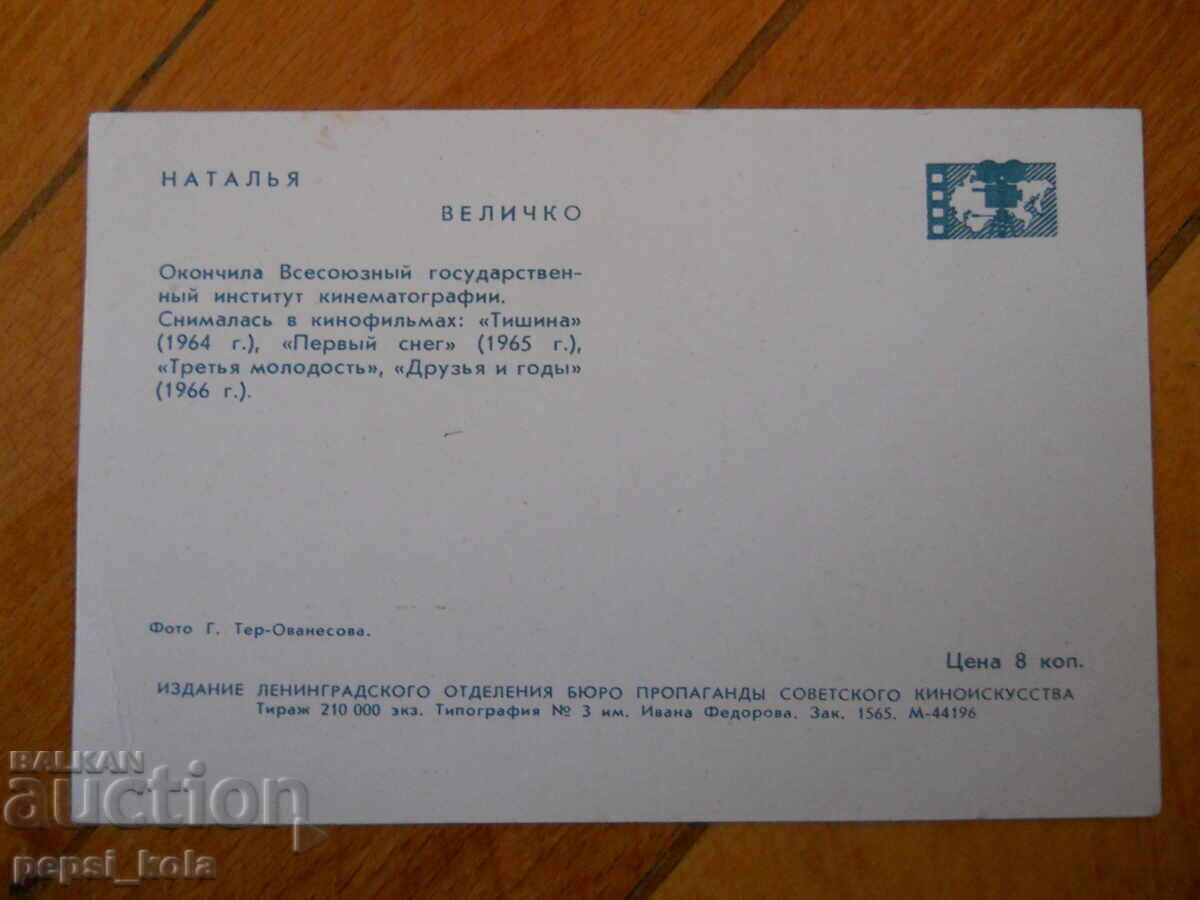 НАТАЛЬЯ
ВЕЛИЧКО
Окончила Всесоюзный государствен-
ный институт кинематографии.
Снималась в кинофильмах: «Тишина»
(1964 г.), «Первый снег» (1965 г.),
«Третья молодость», «Друзья и годы»
(1966 г.).
Фото Г. Тер-Ованесова.
Цена 8 коп.
ИЗДАНИЕ ЛЕНИНГРАДСКОГО ОТДЕЛЕНИЯ БЮРО ПРОПАГАНДЫ СОВЕТСКОГО КИНОИСКУССТВА
Тираж 210 000 экз. Типография № 3 им. Ивана Федорова. Зак. 1565. М-44196
BALKAN
auction
pepsi_kola